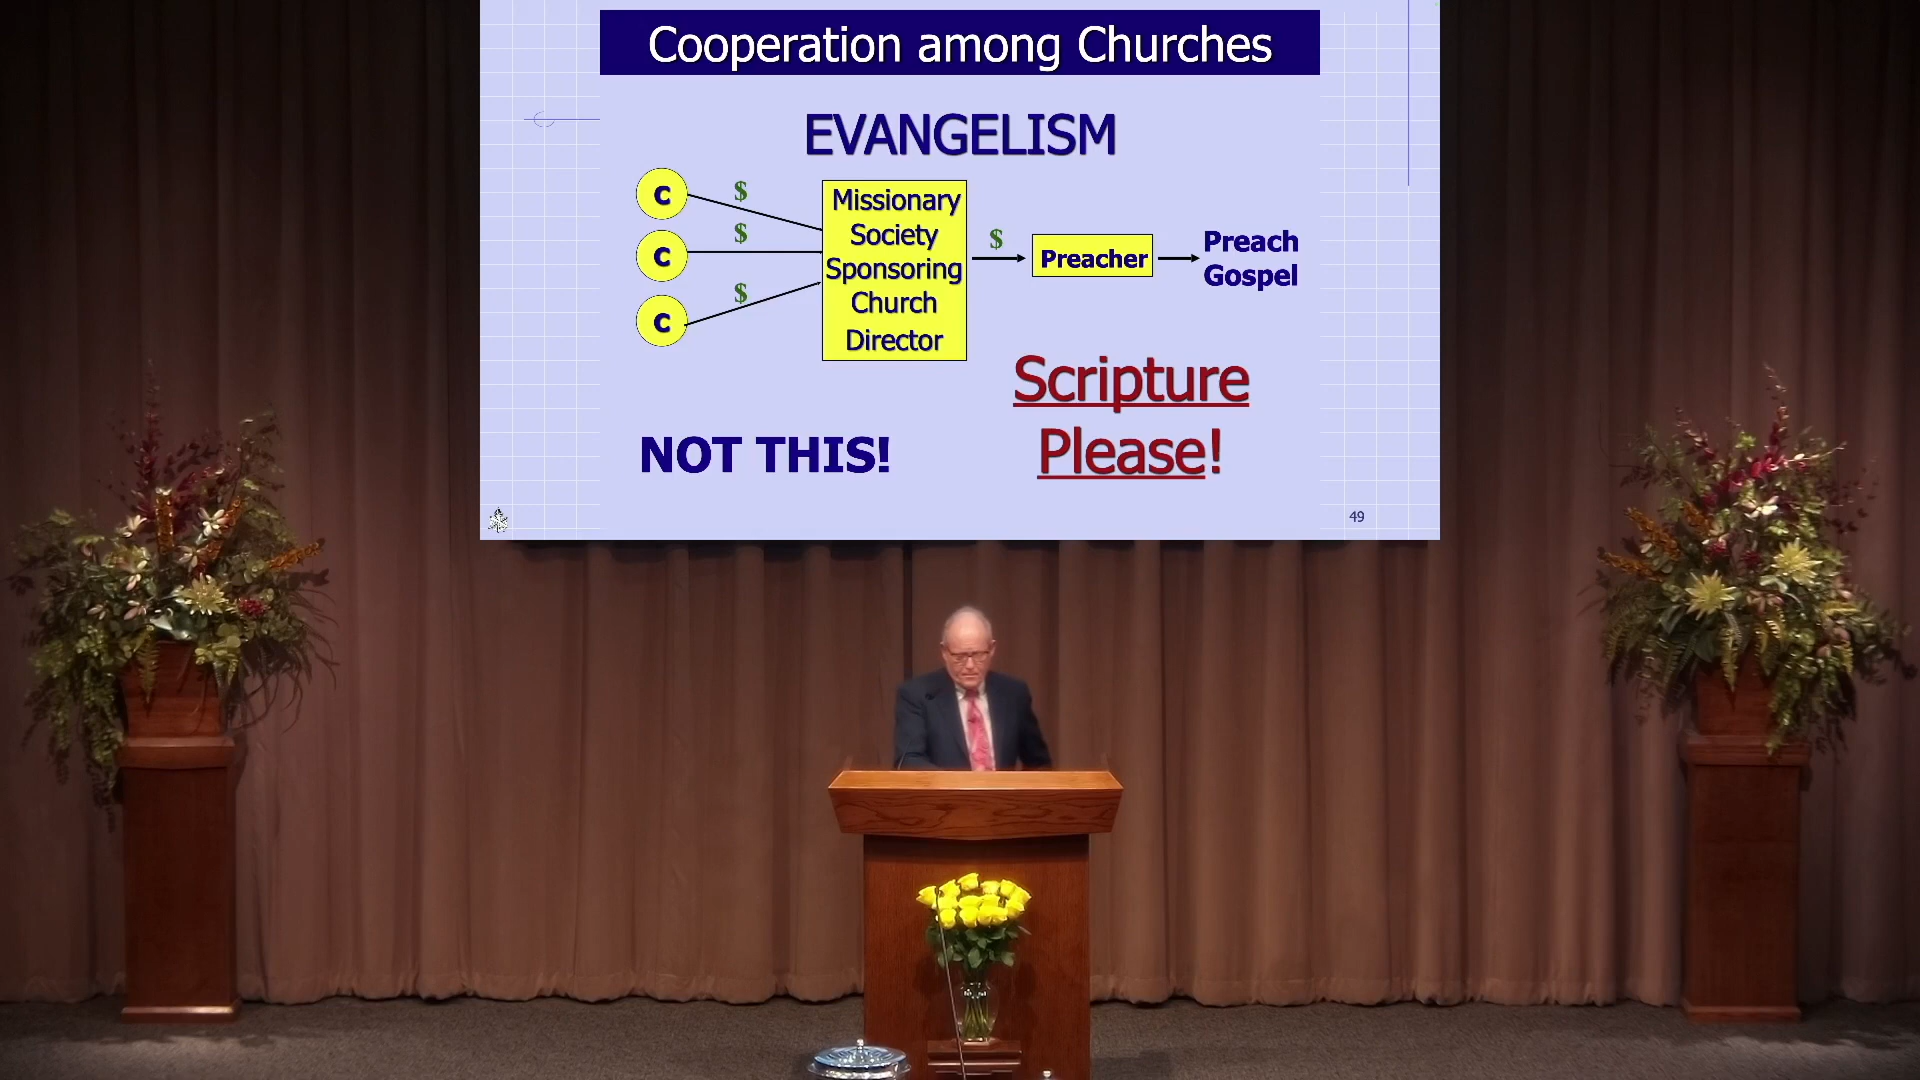 Cooperation among Churches
EVANGELISM
c
$
c
$
c
$
Missionary
Society
Sponsoring
Church
Director
$
Preacher
Preach
Gospel
Scripture
Please!
NOT THIS!
49